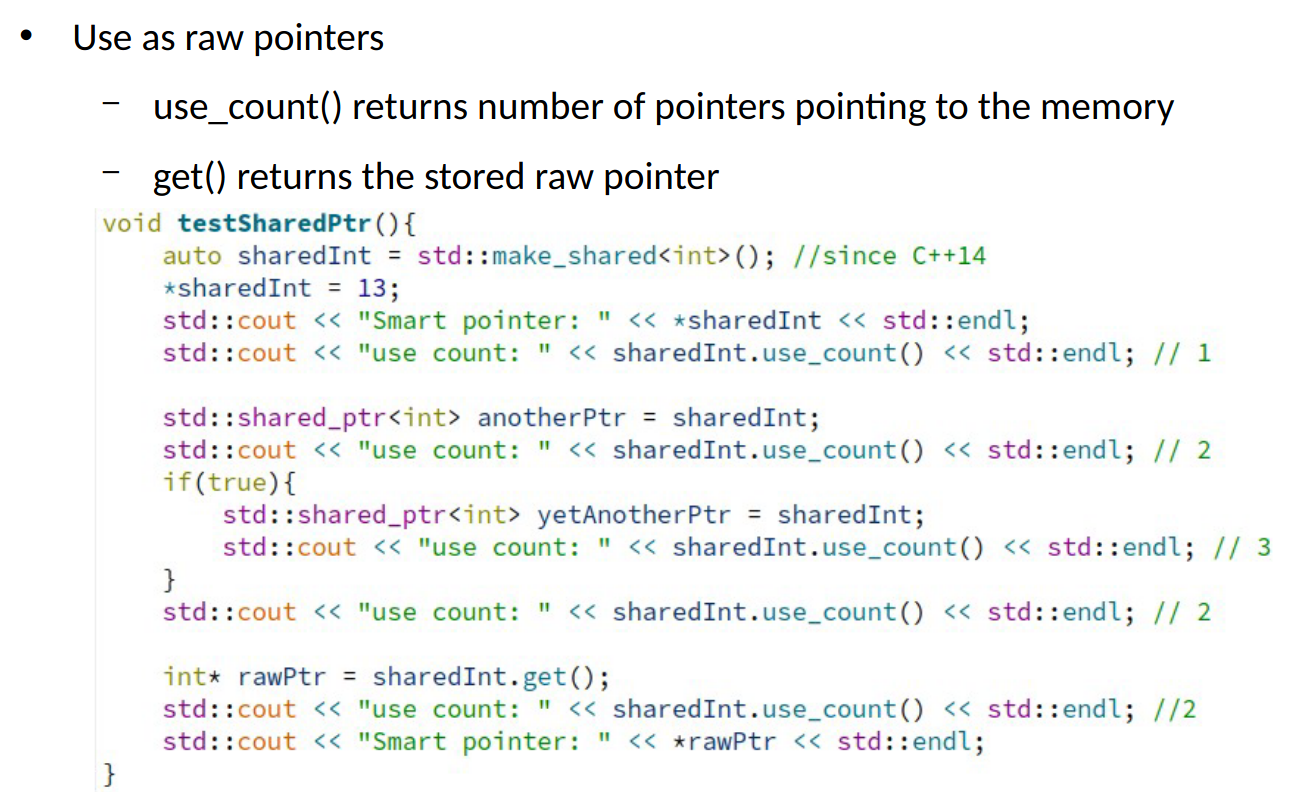 • Use as raw pointers
– use_count() returns number of pointers pointing to the memory
– get() returns the stored raw pointer
void testSharedPtr(){
    auto sharedInt = std::make_shared<int>(); //since C++14
    *sharedInt = 13;
    std::cout << "Smart pointer: " << *sharedInt << std::endl;
    std::cout << "use count: " << sharedInt.use_count() << std::endl; // 1

    std::shared_ptr<int> anotherPtr = sharedInt;
    std::cout << "use count: " << sharedInt.use_count() << std::endl; // 2
    if(true){
        std::shared_ptr<int> yetAnotherPtr = sharedInt;
        std::cout << "use count: " << sharedInt.use_count() << std::endl; // 3
    }
    std::cout << "use count: " << sharedInt.use_count() << std::endl; // 2

    int* rawPtr = sharedInt.get();
    std::cout << "use count: " << sharedInt.use_count() << std::endl; //2
    std::cout << "Smart pointer: " << *rawPtr << std::endl;
}